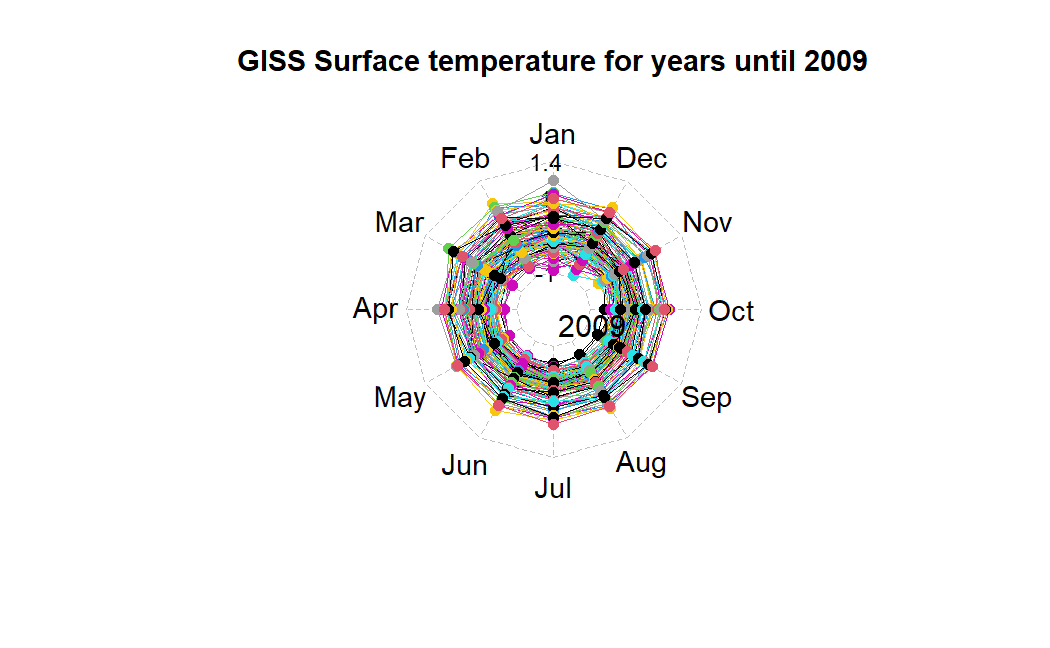 GISS Surface temperature for years until 2009
Jan
1.4
Feb
Dec
Mar
Nov
-1
Apr
Oct
2009
May
Sep
Jun
Aug
Jul